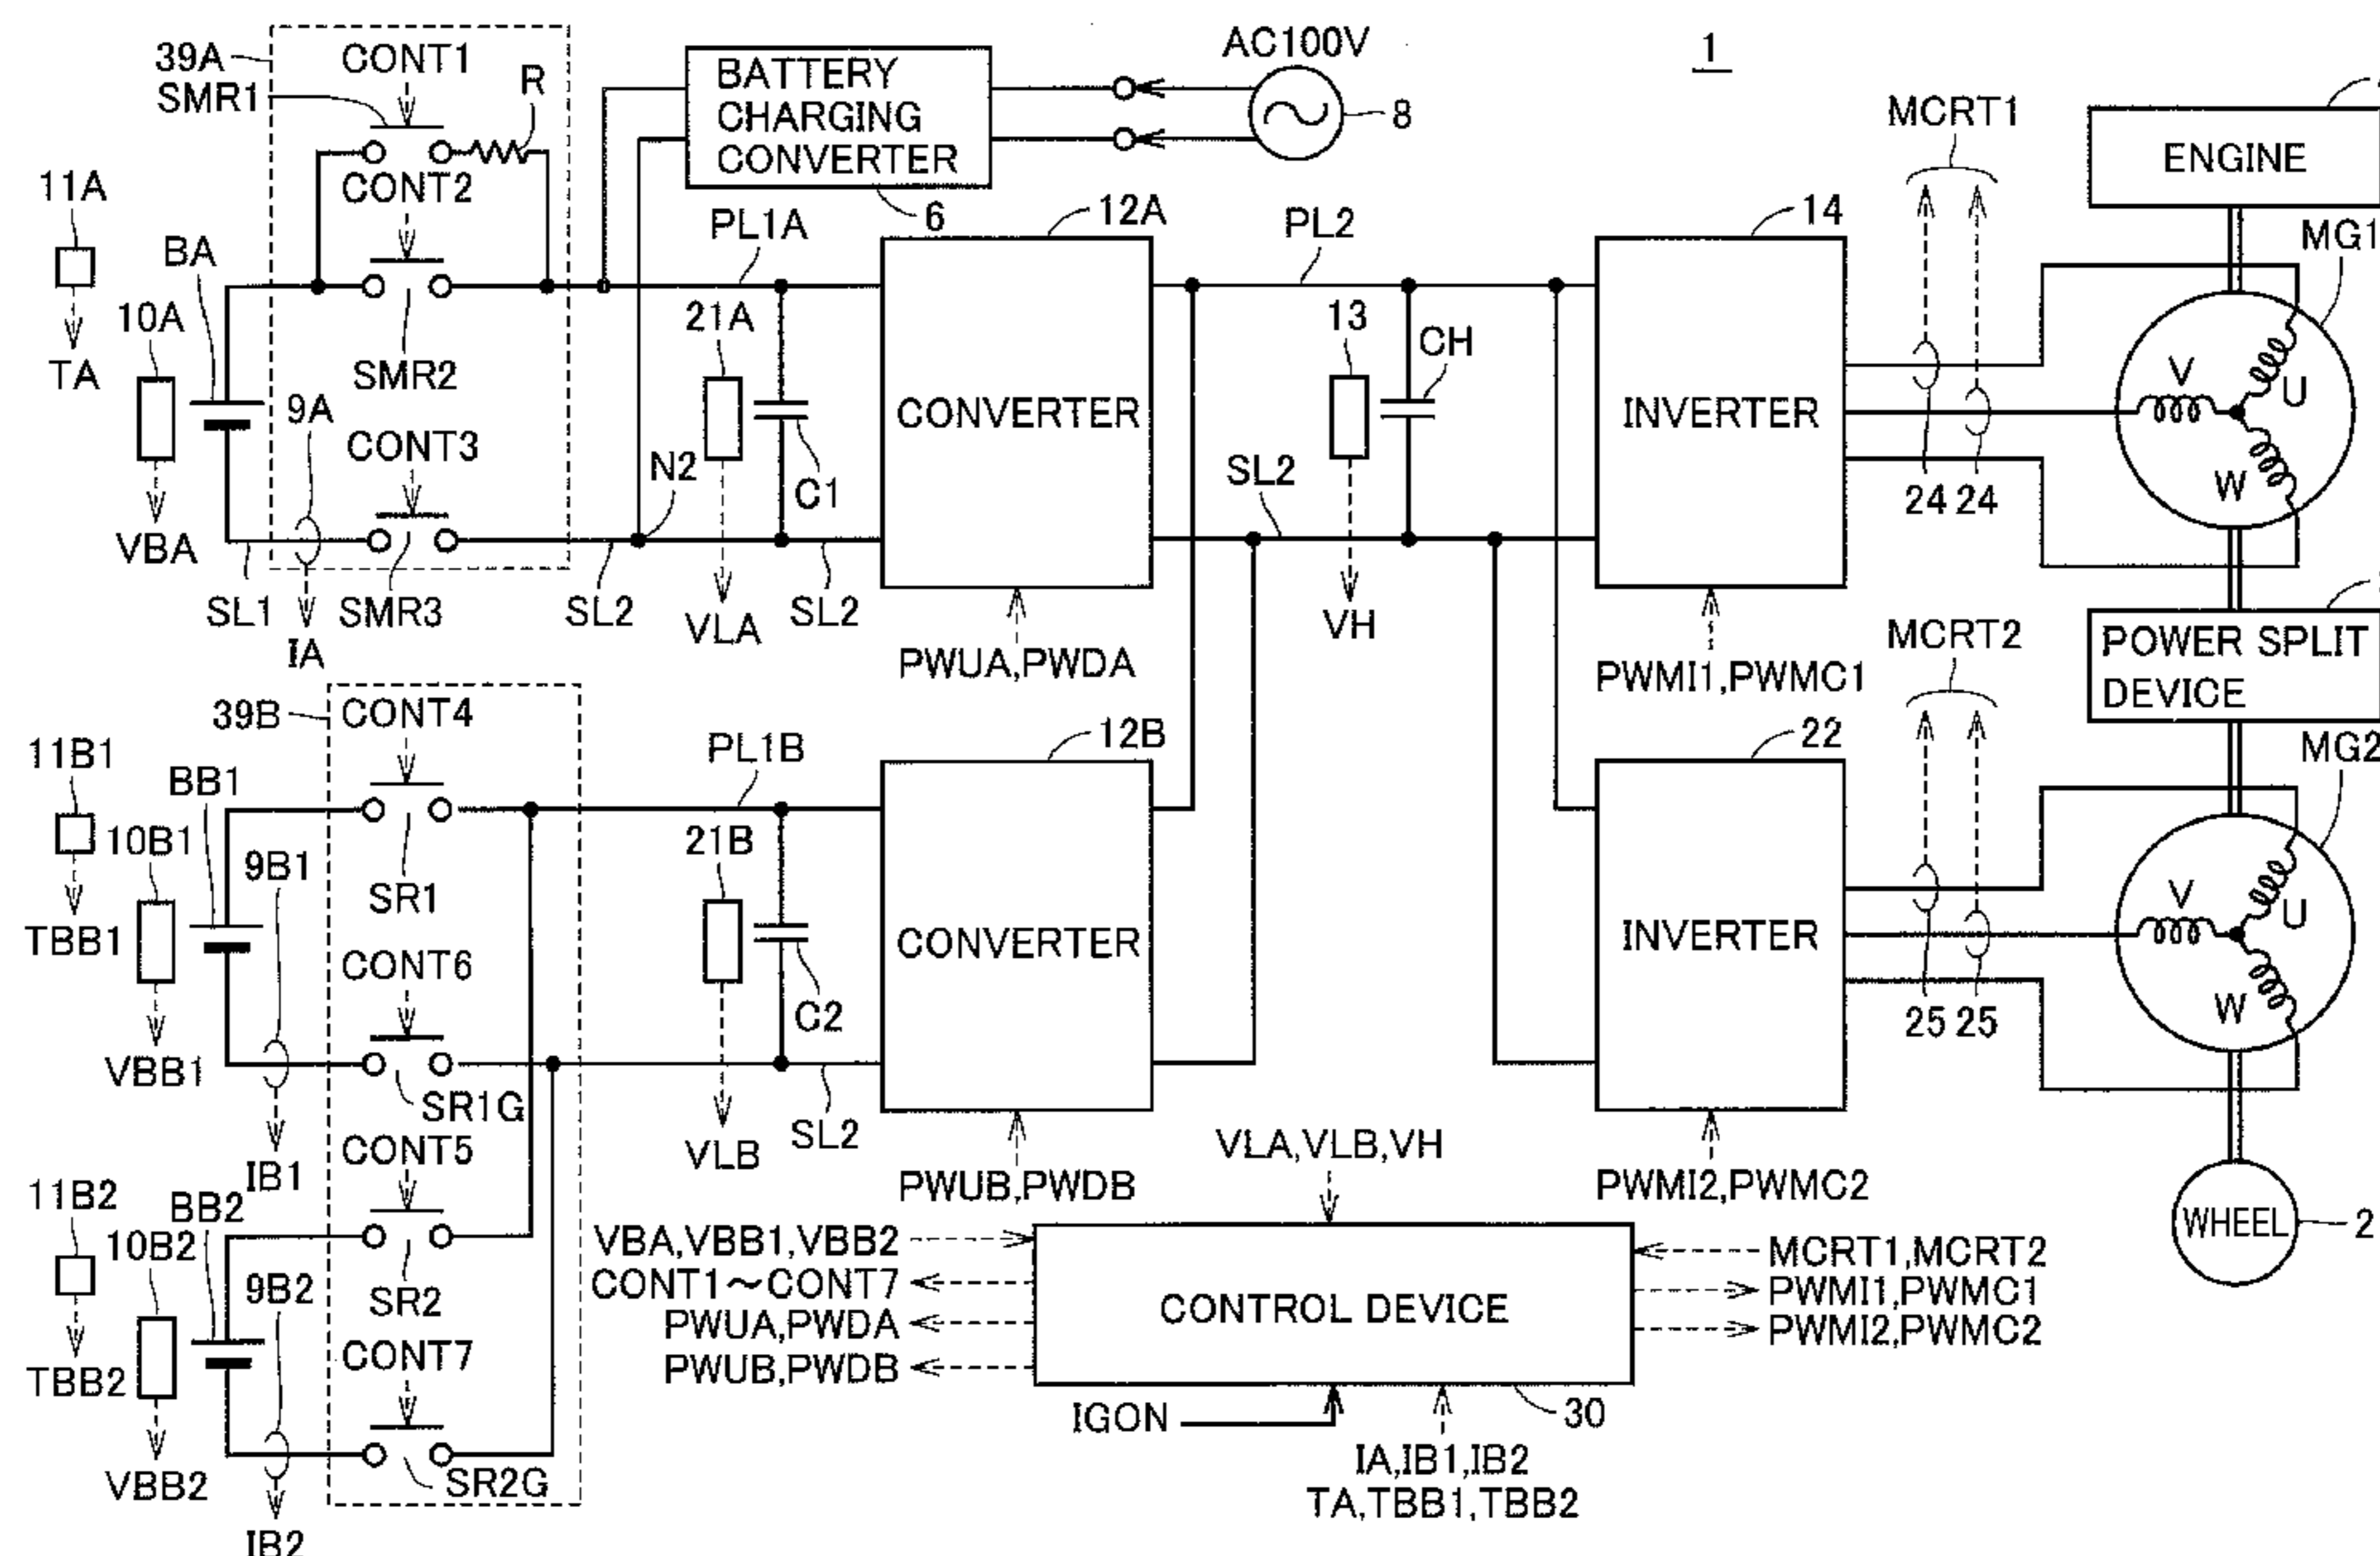 1
39A
CONT1
SMR1
R
BATTERY
CHARGING
CONVERTER
6
AC100V
8
MCRT1
ENGINE
11A
TA
CONT2
BA
10A
VBA
SMR2
9A
CONT3
SL1
IA
SMR3
SL2
N2
PL1A
21A
VLA
C1
SL2
12A
CONVERTER
PWUA,PWDA
PL2
13
CH
SL2
VH
14
INVERTER
PWMI1,PWMC1
24
24
MG1
V
U
W
POWER SPLIT
DEVICE
MCRT2
39B
CONT4
11B1
BB1
10B1
9B1
TBB1
VBB1
SR1
CONT6
SR1G
IB1
PL1B
21B
C2
VLB
SL2
12B
CONVERTER
PWUB,PWDB
22
INVERTER
PWMI2,PWMC2
25
25
MG2
V
U
W
WHEEL
2
CONT5
11B2
BB2
10B2
9B2
TBB2
VBB2
SR2
CONT7
SR2G
IB2
VLA,VLB,VH
VBA,VBB1,VBB2
CONT1~CONT7
PWUA,PWDA
PWUB,PWDB
CONTROL DEVICE
MCRT1,MCRT2
PWMI1,PWMC1
PWMI2,PWMC2
IGON
30
IA,IB1,IB2
TA,TBB1,TBB2